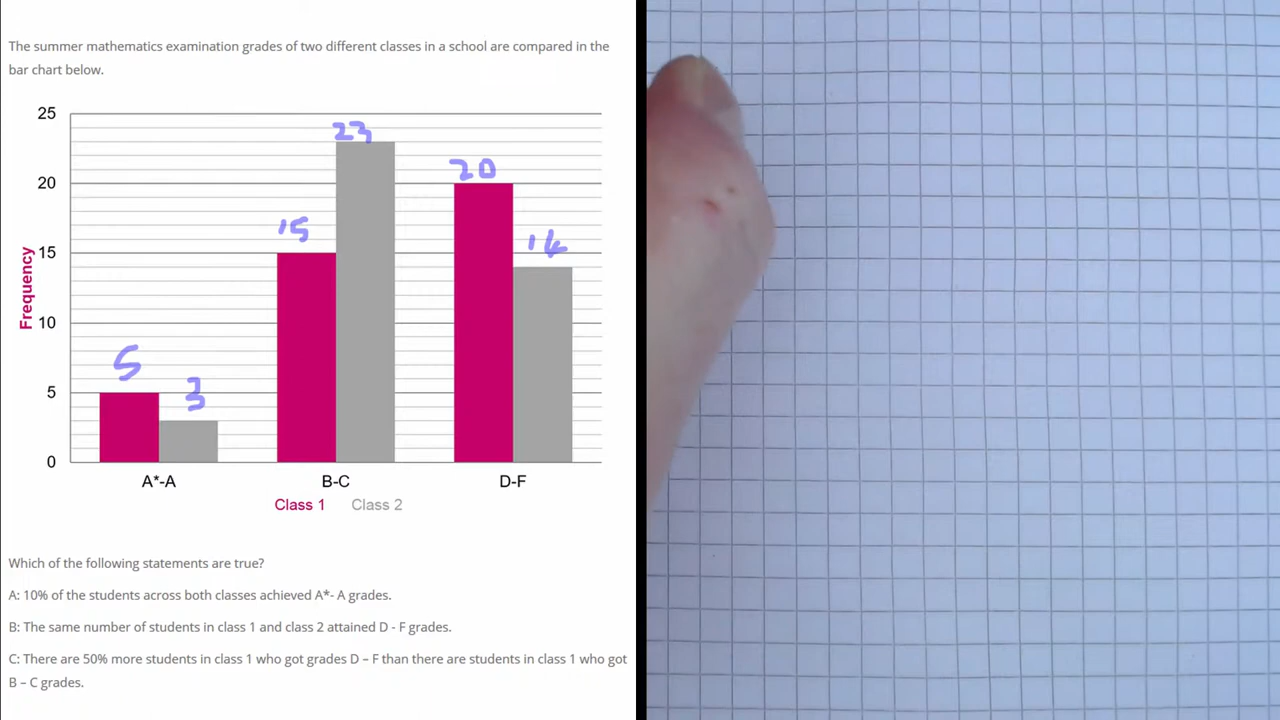 The summer mathematics examination grades of two different classes in a school are compared in the
bar chart below.
25
20
15
10
5
0
Frequency
5
3
15
23
20
14
A*-A
B-C
D-F
Class 1 Class 2
Which of the following statements are true?
A: 10% of the students across both classes achieved A*- A grades.
B: The same number of students in class 1 and class 2 attained D - F grades.
C: There are 50% more students in class 1 who got grades D – F than there are students in class 1 who got
B – C grades.